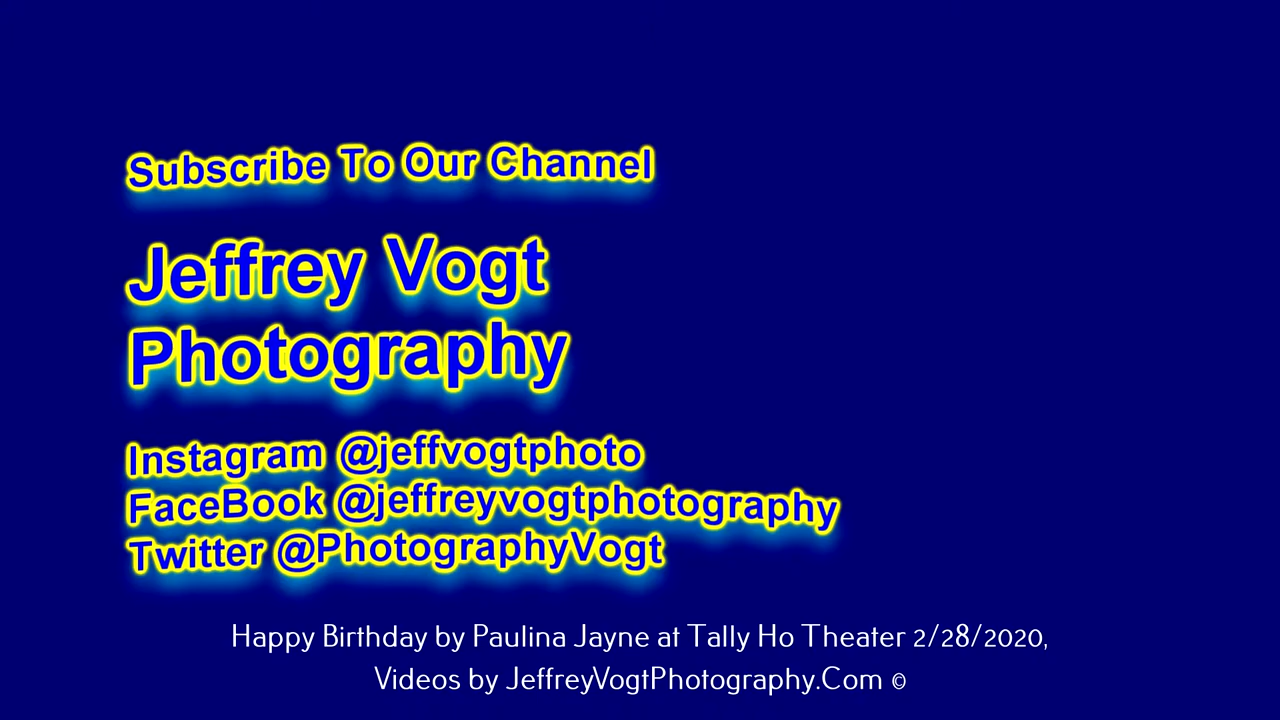 Subscribe To Our Channel
Jeffrey Vogt
Photography
Instagram @jeffvogtphoto
FaceBook @jeffreyvogtphotography
Twitter @PhotographyVogt
Happy Birthday by Paulina Jayne at Tally Ho Theater 2/28/2020,
Videos by JeffreyVogtPhotography.Com ©